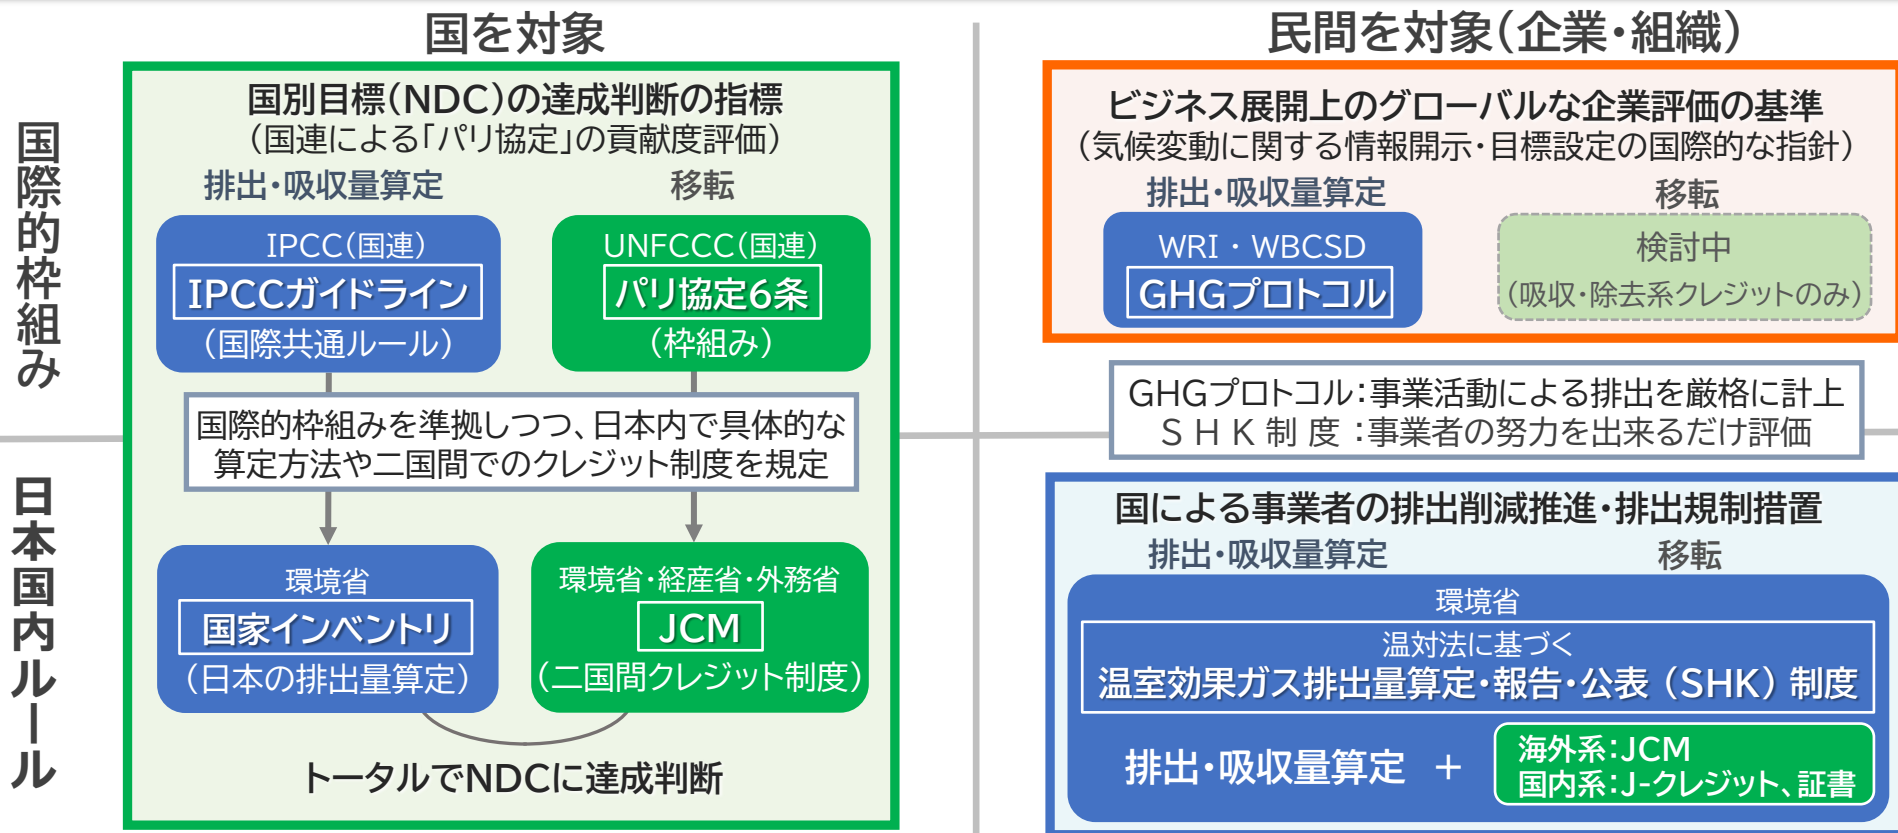 国を対象
民間を対象(企業・組織)
国際的枠組み
国別目標(NDC)の達成判断の指標
(国連による「パリ協定」の貢献度評価)
排出・吸収量算定
移転
IPCC(国連)
IPCCガイドライン
(国際共通ルール)
UNFCCC(国連)
パリ協定6条
(枠組み)
ビジネス展開上のグローバルな企業評価の基準
(気候変動に関する情報開示・目標設定の国際的な指針)
排出・吸収量算定
移転
WRI・WBCSD
GHGプロトコル
検討中
(吸収・除去系クレジットのみ)
国際的枠組みを準拠しつつ、日本内で具体的な
算定方法や二国間でのクレジット制度を規定
GHGプロトコル:事業活動による排出を厳格に計上
SHK制度:事業者の努力を出来るだけ評価
日本国内ルール
環境省
国家インベントリ
(日本の排出量算定)
環境省・経産省・外務省
JCM
(二国間クレジット制度)
トータルでNDCに達成判断
国による事業者の排出削減推進・排出規制措置
排出・吸収量算定
移転
環境省
温対法に基づく
温室効果ガス排出量算定・報告・公表(SHK)制度
排出・吸収量算定 +
海外系:JCM
国内系:J-クレジット、証書